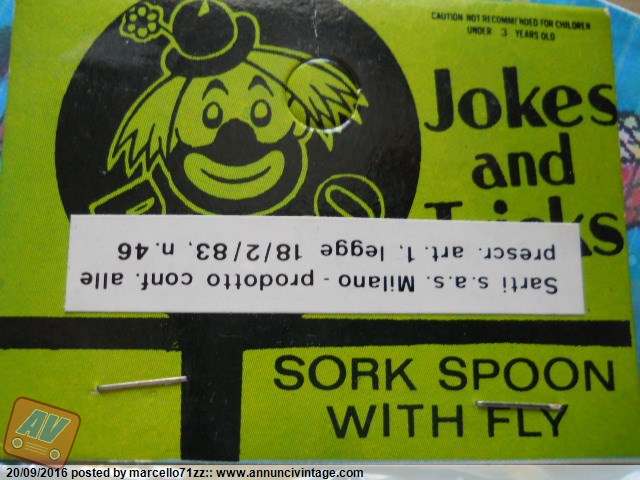 CAUTION NOT RECOMMENDED FOR CHILDREN
UNDER 3 YEARS OLD
Jokes
and
Tricks
Sarti s.a.s. Milano - prodotto conf. alle
prescr. art. 1, legge 18/2/83, n. 46
SORK SPOON
WITH FLY
AV
20/09/2016 posted by marcello71zz:: www.annuncivintage.com